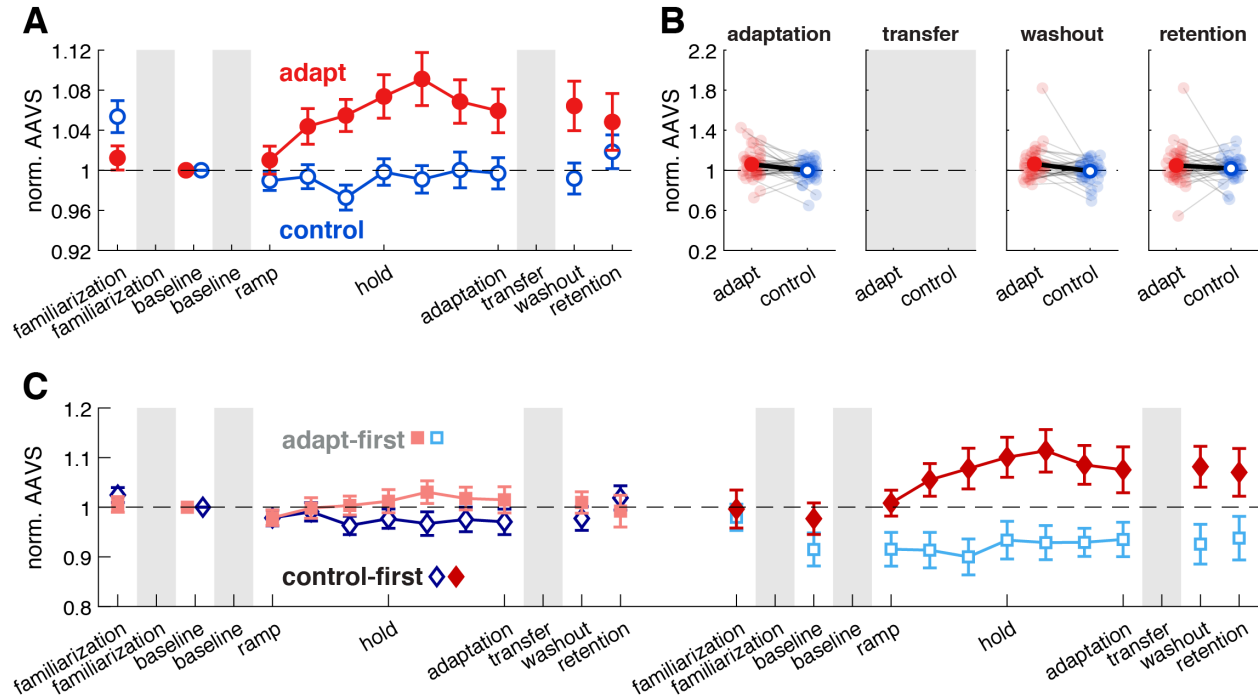 A
norm. AAVS
1.12
1.08
1.04
1
0.96
0.92
adapt
control
familiarization
familiarization
baseline
baseline
ramp
hold
adaptation
transfer
washout
retention
B
norm. AAVS
2.2
1.8
1.4
1
0.6
0.2
adaptation
transfer
washout
retention
adapt
control
adapt
control
adapt
control
adapt
control
C
norm. AAVS
1.2
1.1
1
0.9
0.8
adapt-first
control-first
familiarization
familiarization
baseline
baseline
ramp
hold
adaptation
transfer
washout
retention
familiarization
familiarization
baseline
baseline
ramp
hold
adaptation
transfer
washout
retention